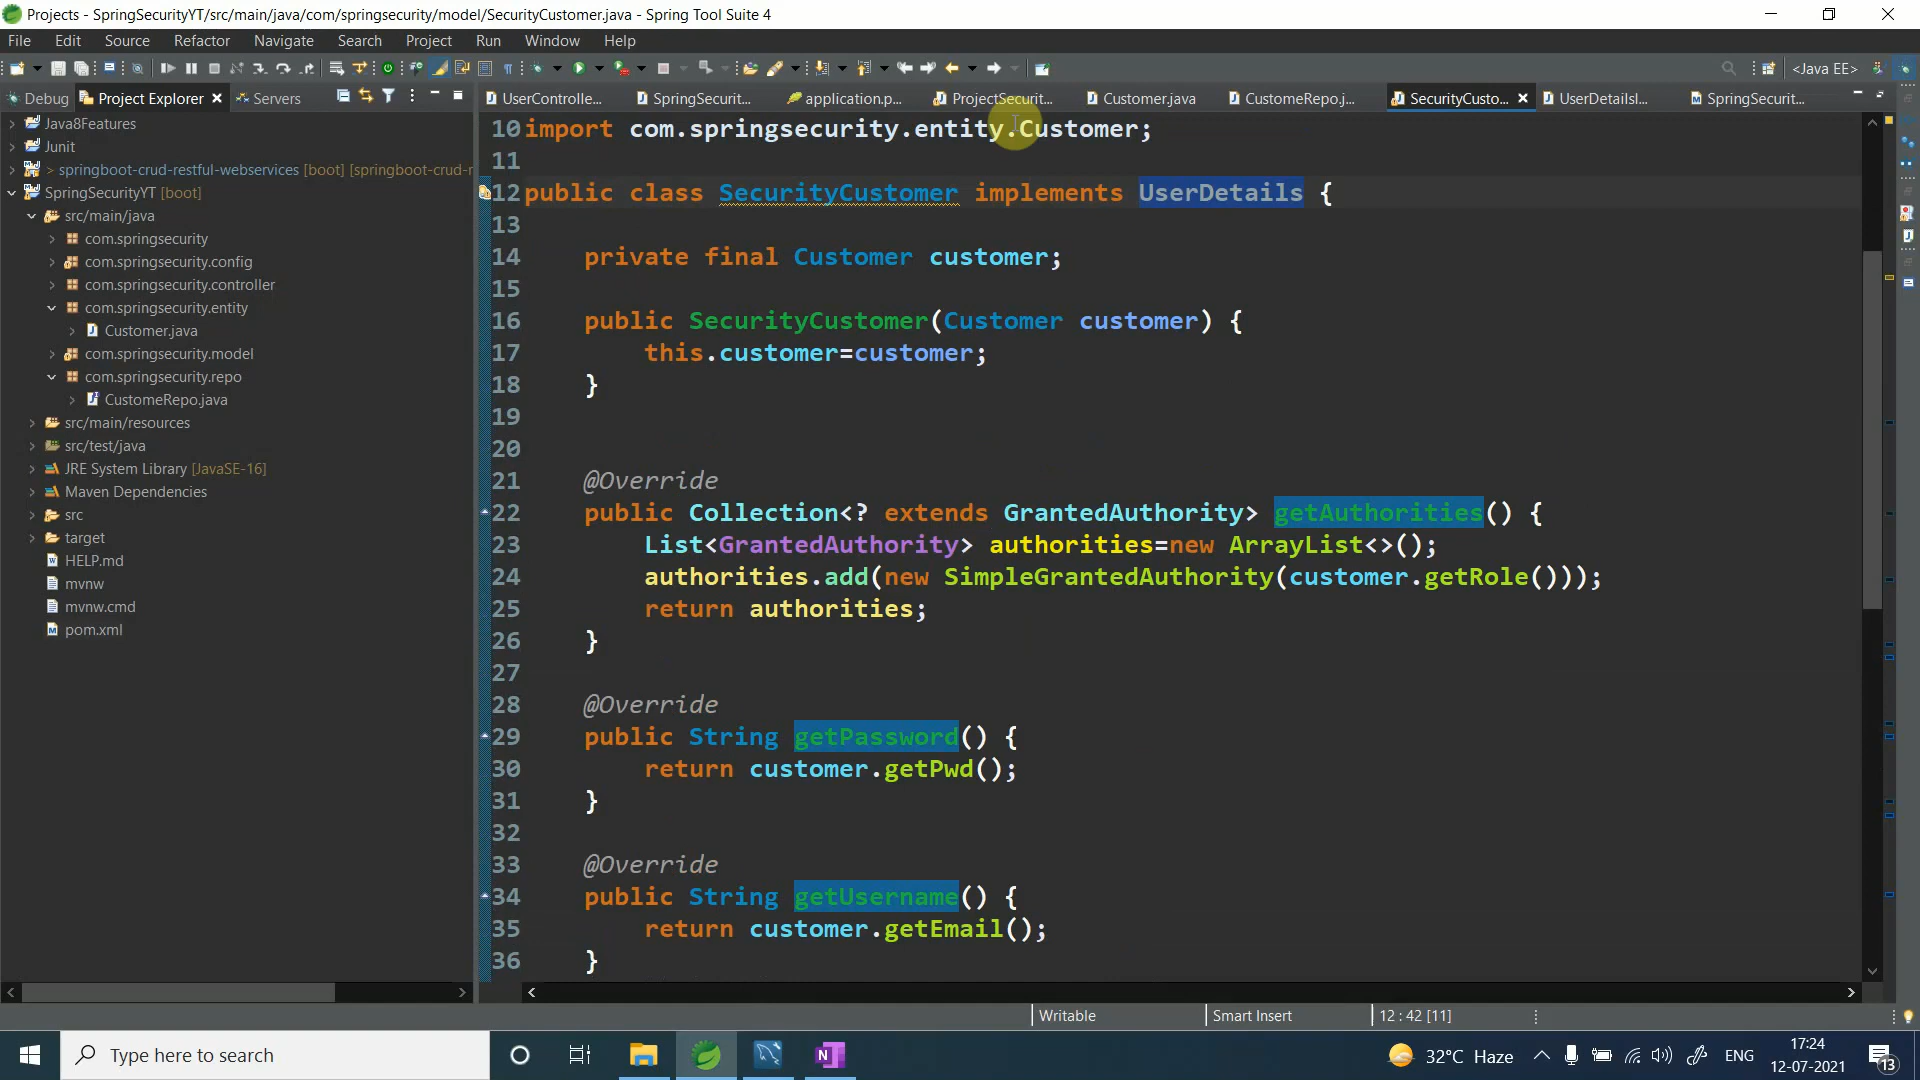 Projects - SpringSecurityYT/src/main/java/com/springsecurity/model/SecurityCustomer.java - Spring Tool Suite 4
File Edit Source Refactor Navigate Search Project Run Window Help
<Java EE>
Debug Project Explorer Servers
UserControlle... SpringSecurit... application.p... ProjectSecurit... Customer.java CustomeRepo.j... SecurityCusto... UserDetailsI... SpringSecurit...
Java8Features
Junit
> springboot-crud-restful-webservices [boot] [springboot-crud-r
SpringSecurityYT [boot]
src/main/java
com.springsecurity
com.springsecurity.config
com.springsecurity.controller
com.springsecurity.entity
Customer.java
com.springsecurity.model
com.springsecurity.repo
CustomeRepo.java
src/main/resources
src/test/java
JRE System Library [JavaSE-16]
Maven Dependencies
src
target
HELP.md
mvnw
mvnw.cmd
pom.xml
10 import com.springsecurity.entity.Customer;
11
12 public class SecurityCustomer implements UserDetails {
13
14 private final Customer customer;
15
16 public SecurityCustomer(Customer customer) {
17 this.customer=customer;
18 }
19
20
21 @Override
22 public Collection<? extends GrantedAuthority> getAuthorities() {
23 List<GrantedAuthority> authorities=new ArrayList<>();
24 authorities.add(new SimpleGrantedAuthority(customer.getRole()));
25 return authorities;
26 }
27
28 @Override
29 public String getPassword() {
30 return customer.getPwd();
31 }
32
33 @Override
34 public String getUsername() {
35 return customer.getEmail();
36 }
Writable Smart Insert 12 : 42 [11]
Type here to search
32°C Haze ENG 17:24
12-07-2021
13